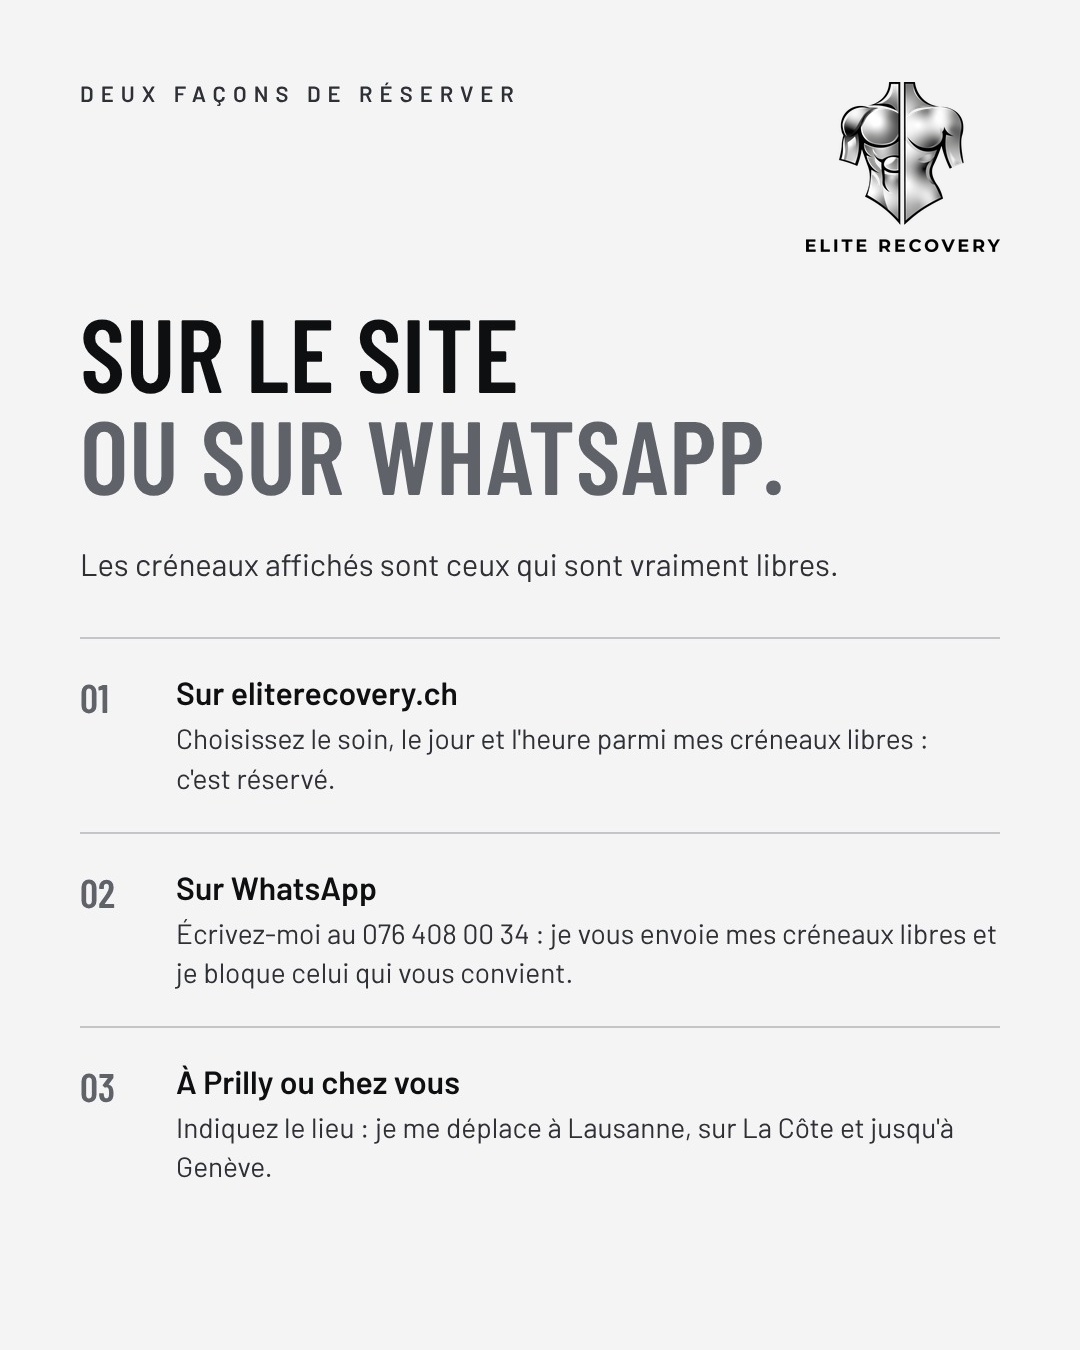 DEUX FAÇONS DE RÉSERVER
ELITE RECOVERY
SUR LE SITE
OU SUR WHATSAPP.
Les créneaux affichés sont ceux qui sont vraiment libres.
01
Sur eliterecovery.ch
Choisissez le soin, le jour et l'heure parmi mes créneaux libres :
c'est réservé.
02
Sur WhatsApp
Écrivez-moi au 076 408 00 34 : je vous envoie mes créneaux libres et
je bloque celui qui vous convient.
03
À Prilly ou chez vous
Indiquez le lieu : je me déplace à Lausanne, sur La Côte et jusqu'à
Genève.